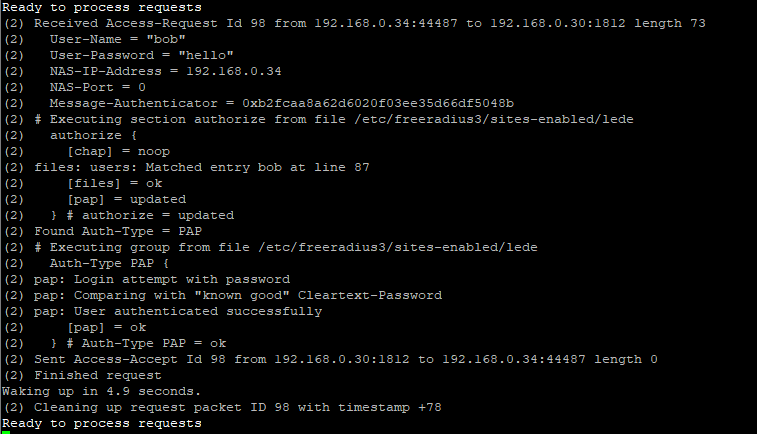 Ready to process requests
(2) Received Access-Request Id 98 from 192.168.0.34:44487 to 192.168.0.30:1812 length 73
(2)   User-Name = "bob"
(2)   User-Password = "hello"
(2)   NAS-IP-Address = 192.168.0.34
(2)   NAS-Port = 0
(2)   Message-Authenticator = 0xb2fcaa8a62d6020f03ee35d66df5048b
(2) # Executing section authorize from file /etc/freeradius3/sites-enabled/lede
(2)   authorize {
(2)     [chap] = noop
(2) files: users: Matched entry bob at line 87
(2)     [files] = ok
(2)     [pap] = updated
(2)   } # authorize = updated
(2) Found Auth-Type = PAP
(2) # Executing group from file /etc/freeradius3/sites-enabled/lede
(2)   Auth-Type PAP {
(2) pap: Login attempt with password
(2) pap: Comparing with "known good" Cleartext-Password
(2) pap: User authenticated successfully
(2)     [pap] = ok
(2)   } # Auth-Type PAP = ok
(2) Sent Access-Accept Id 98 from 192.168.0.30:1812 to 192.168.0.34:44487 length 0
(2) Finished request
Waking up in 4.9 seconds.
(2) Cleaning up request packet ID 98 with timestamp +78
Ready to process requests